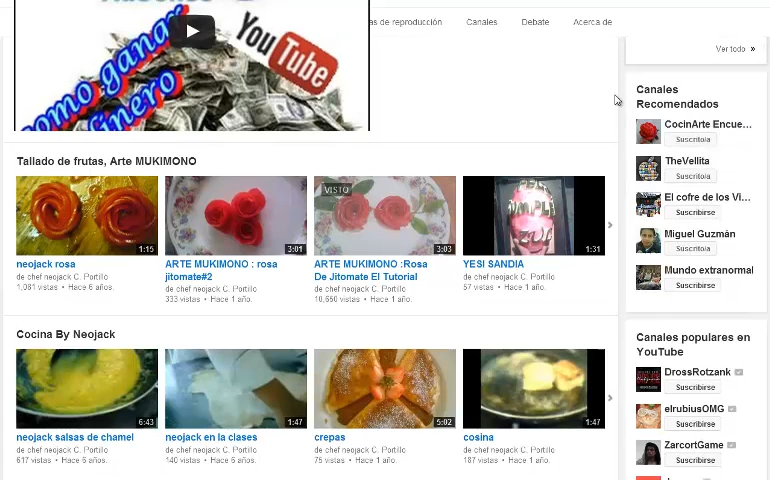 como ganar
dinero
YouTube
as de reproducción
Canales
Debate
Acerca de
Ver todo »
Tallado de frutas, Arte MUKIMONO
1:15
neojack rosa
de chef neojack C. Portillo
1,081 vistas • Hace 6 años.
3:01
ARTE MUKIMONO : rosa
jitomate#2
de chef neojack C. Portillo
333 vistas • Hace 1 año.
VISTO
3:03
ARTE MUKIMONO :Rosa
De Jitomate El Tutorial
de chef neojack C. Portillo
10,650 vistas • Hace 1 año.
1:31
YESI SANDIA
de chef neojack C. Portillo
57 vistas • Hace 1 año.
Cocina By Neojack
6:43
neojack salsas de chamel
de chef neojack C. Portillo
617 vistas • Hace 6 años.
1:47
neojack en la clases
de chef neojack C. Portillo
140 vistas • Hace 6 años.
5:02
crepas
de chef neojack C. Portillo
75 vistas • Hace 1 año.
1:47
cosina
de chef neojack C. Portillo
187 vistas • Hace 1 año.
Canales
Recomendados
CocinArte Encue...
Suscrito/a
TheVellita
Suscrito/a
El cofre de los Vi...
Suscribirse
Miguel Guzmán
Suscrito/a
Mundo extranormal
Suscribirse
Canales populares en
YouTube
DrossRotzank
Suscribirse
elrubiusOMG
Suscribirse
ZarcortGame
Suscribirse